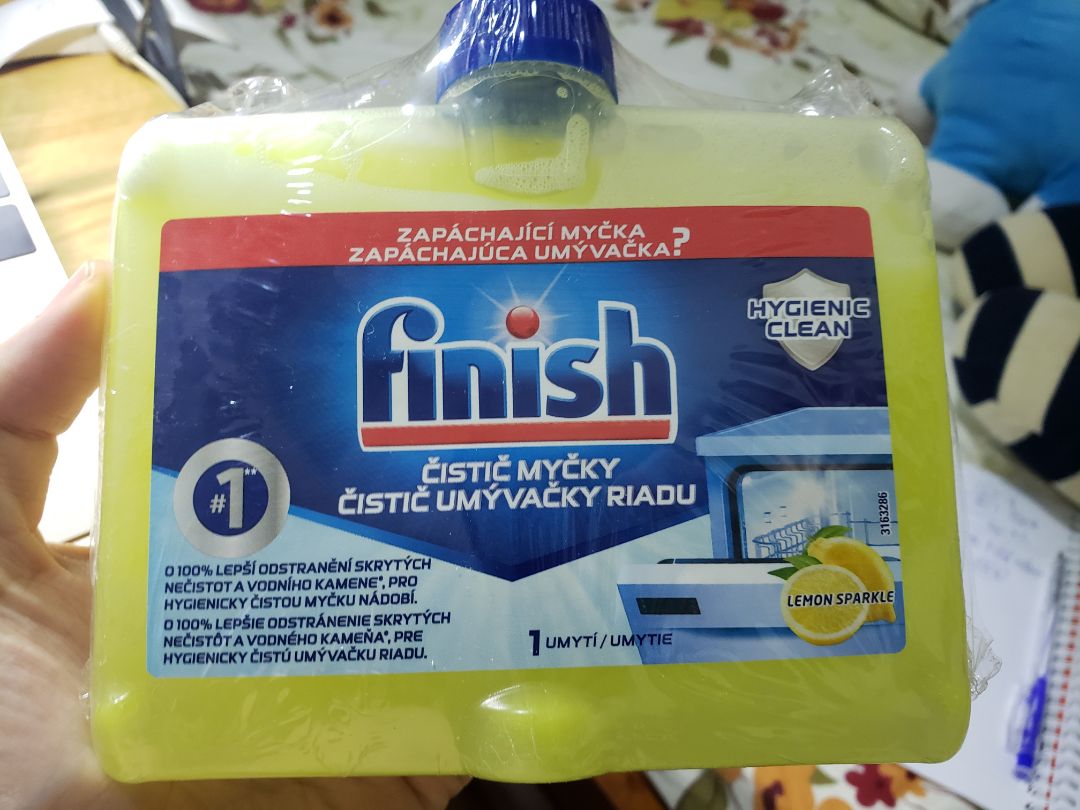 ZAPÁCHAJÍCÍ MYČKA
ZAPÁCHAJÚCA UMÝVAČKA?
HYGIENIC
CLEAN
finish
ČISTIČ MYČKY
ČISTIČ UMÝVAČKY RIADU
#1**
3163286
O 100% LEPŠÍ ODSTRANĚNÍ SKRYTÝCH
NEČISTOT A VODNÍHO KAMENE*, PRO
HYGIENICKY ČISTOU MYČKU NÁDOBÍ.
O 100% LEPŠIE ODSTRÁNENIE SKRYTÝCH
NEČISTÔT A VODNÉHO KAMEŇA*, PRE
HYGIENICKY ČISTÚ UMÝVAČKU RIADU.
LEMON SPARKLE
1 UMYTÍ / UMYTIE